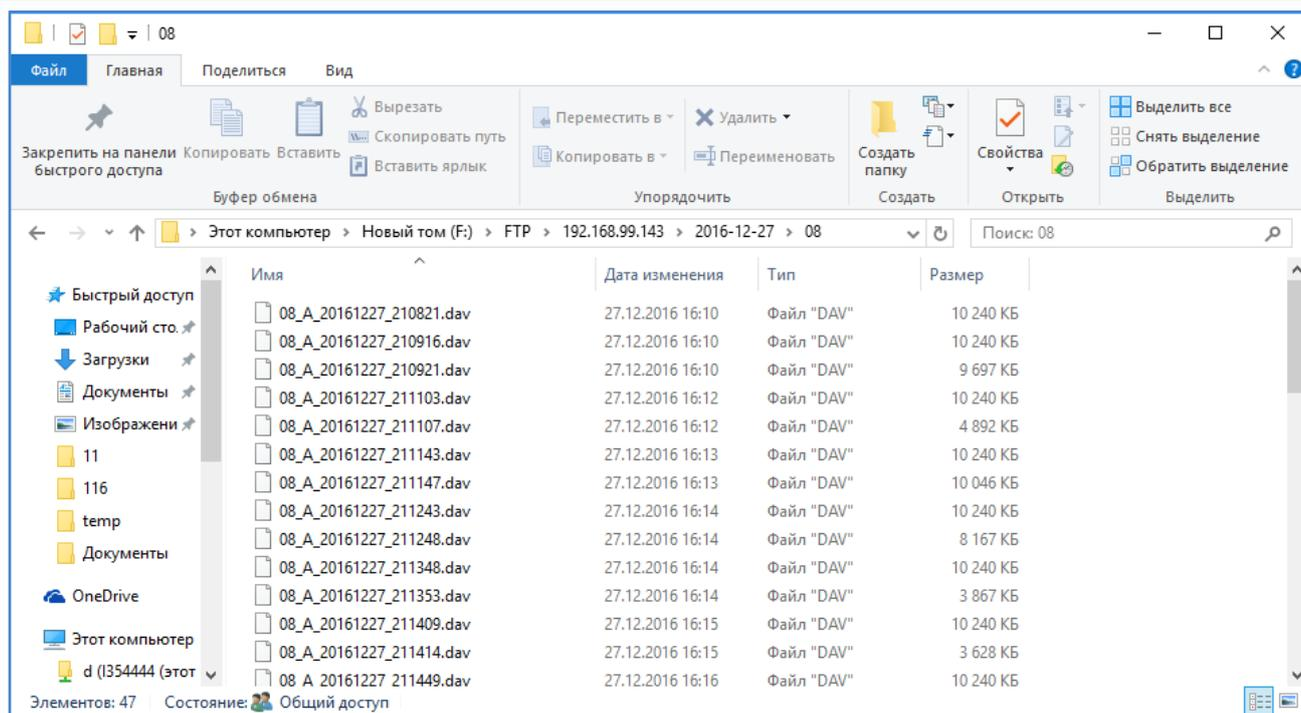 08
Файл Главная Поделиться Вид
Закрепить на панели быстрого доступа
Копировать
Вставить
Вырезать
Скопировать путь
Вставить ярлык
Буфер обмена
Переместить в
Копировать в
Удалить
Переименовать
Упорядочить
Создать папку
Создать
Свойства
Открыть
Выделить все
Снять выделение
Обратить выделение
Выделить
Этот компьютер > Новый том (F:) > FTP > 192.168.99.143 > 2016-12-27 > 08
Поиск: 08
Быстрый доступ
Рабочий сто.
Загрузки
Документы
Изображени
11
116
temp
Документы
OneDrive
Этот компьютер
d (I354444 (этот
Имя Дата изменения Тип Размер
08_A_20161227_210821.dav 27.12.2016 16:10 Файл "DAV" 10 240 КБ
08_A_20161227_210916.dav 27.12.2016 16:10 Файл "DAV" 10 240 КБ
08_A_20161227_210921.dav 27.12.2016 16:10 Файл "DAV" 9 697 КБ
08_A_20161227_211103.dav 27.12.2016 16:12 Файл "DAV" 10 240 КБ
08_A_20161227_211107.dav 27.12.2016 16:12 Файл "DAV" 4 892 КБ
08_A_20161227_211143.dav 27.12.2016 16:13 Файл "DAV" 10 240 КБ
08_A_20161227_211147.dav 27.12.2016 16:13 Файл "DAV" 10 046 КБ
08_A_20161227_211243.dav 27.12.2016 16:14 Файл "DAV" 10 240 КБ
08_A_20161227_211248.dav 27.12.2016 16:14 Файл "DAV" 8 167 КБ
08_A_20161227_211348.dav 27.12.2016 16:14 Файл "DAV" 10 240 КБ
08_A_20161227_211353.dav 27.12.2016 16:14 Файл "DAV" 3 867 КБ
08_A_20161227_211409.dav 27.12.2016 16:15 Файл "DAV" 10 240 КБ
08_A_20161227_211414.dav 27.12.2016 16:15 Файл "DAV" 3 628 КБ
08_A_20161227_211449.dav 27.12.2016 16:16 Файл "DAV" 10 240 КБ
Элементов: 47 Состояние: Общий доступ